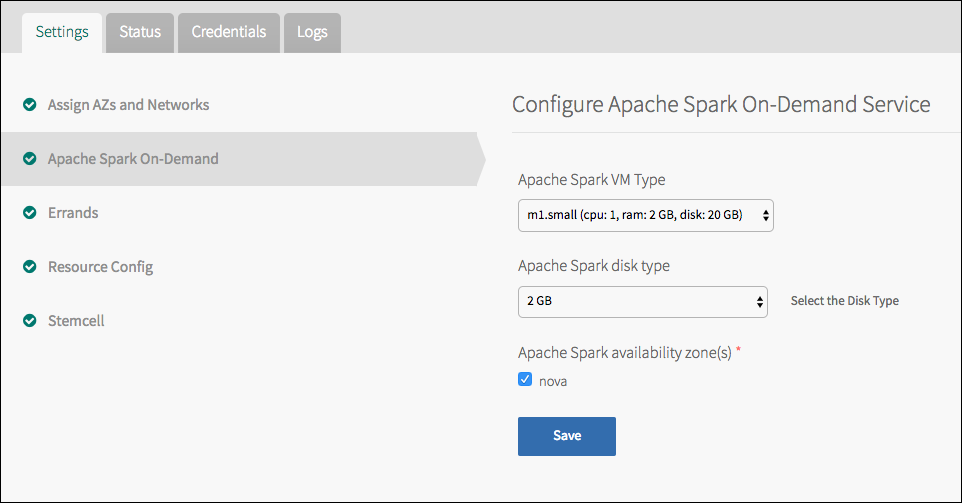 Settings
Status
Credentials
Logs
Assign AZs and Networks
Apache Spark On-Demand
Errands
Resource Config
Stemcell
Configure Apache Spark On-Demand Service
Apache Spark VM Type
m1.small (cpu: 1, ram: 2 GB, disk: 20 GB)
Apache Spark disk type
2 GB
Select the Disk Type
Apache Spark availability zone(s) *
nova
Save